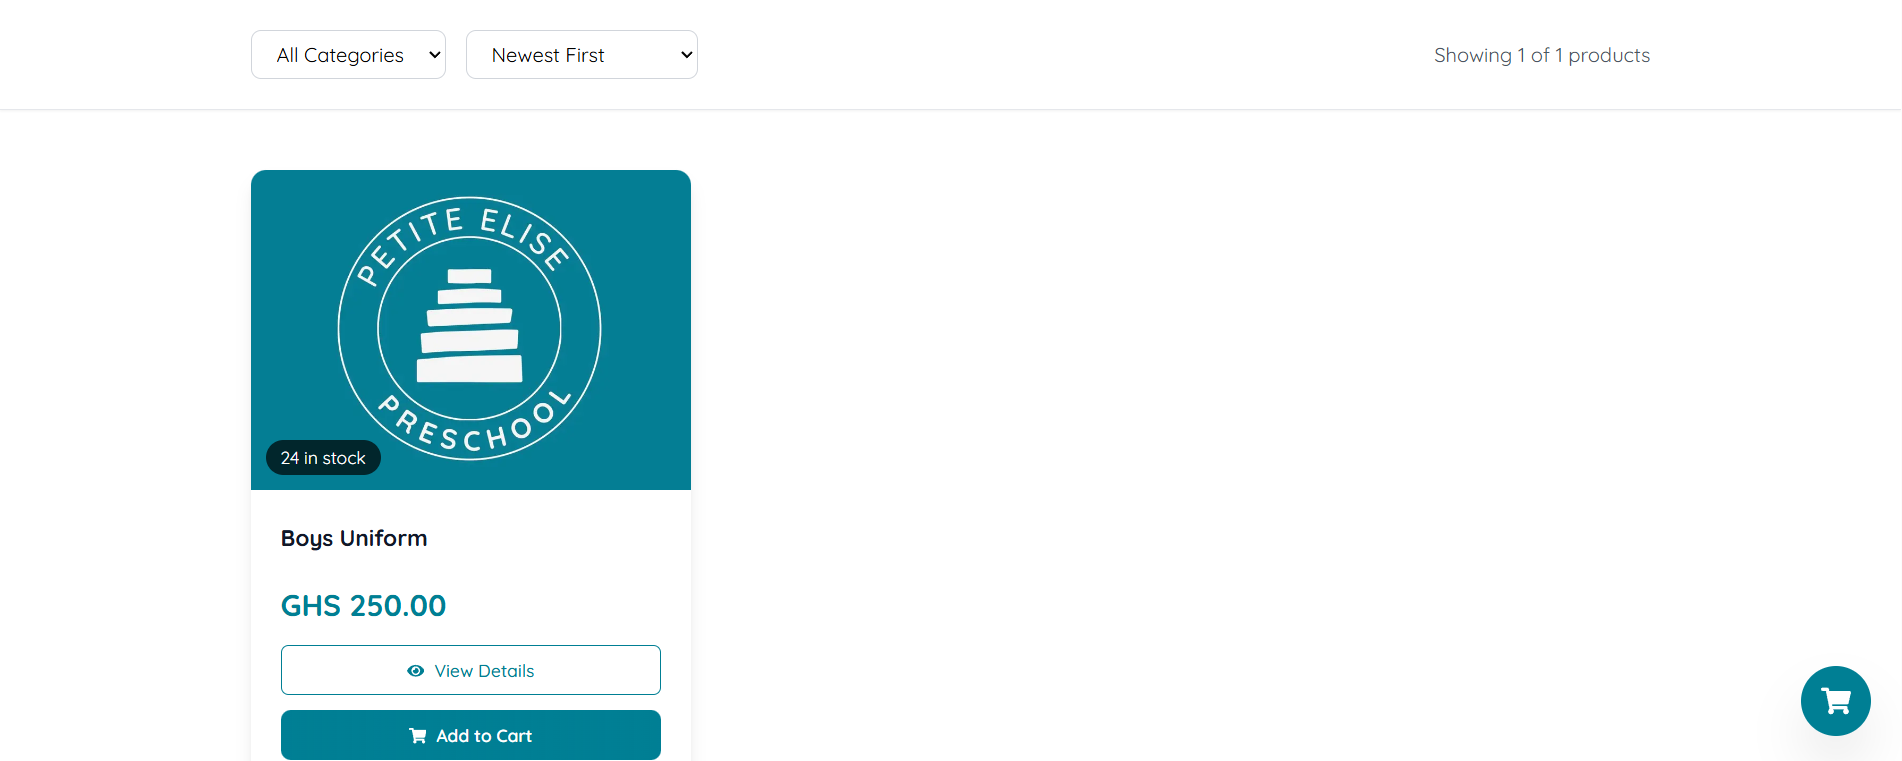 All Categories
Newest First
Showing 1 of 1 products
PETITE ELISE
PRESCHOOL
24 in stock
Boys Uniform
GHS 250.00
View Details
Add to Cart